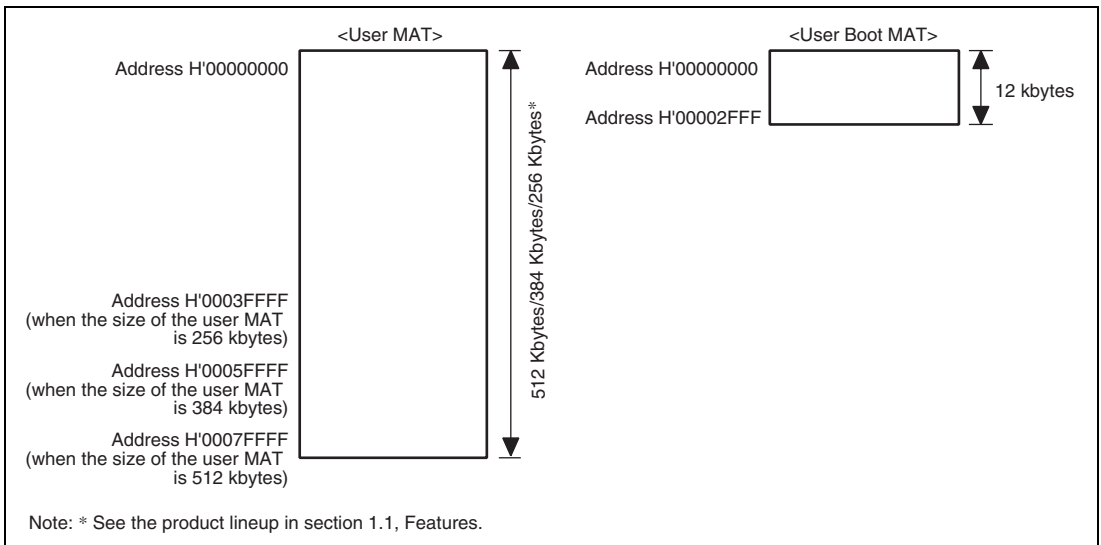 <User MAT>
Address H'00000000
Address H'0003FFFF
(when the size of the user MAT
is 256 kbytes)
Address H'0005FFFF
(when the size of the user MAT
is 384 kbytes)
Address H'0007FFFF
(when the size of the user MAT
is 512 kbytes)
512 Kbytes/384 Kbytes/256 Kbytes*
<User Boot MAT>
Address H'00000000
Address H'00002FFF
12 kbytes
Note: * See the product lineup in section 1.1, Features.